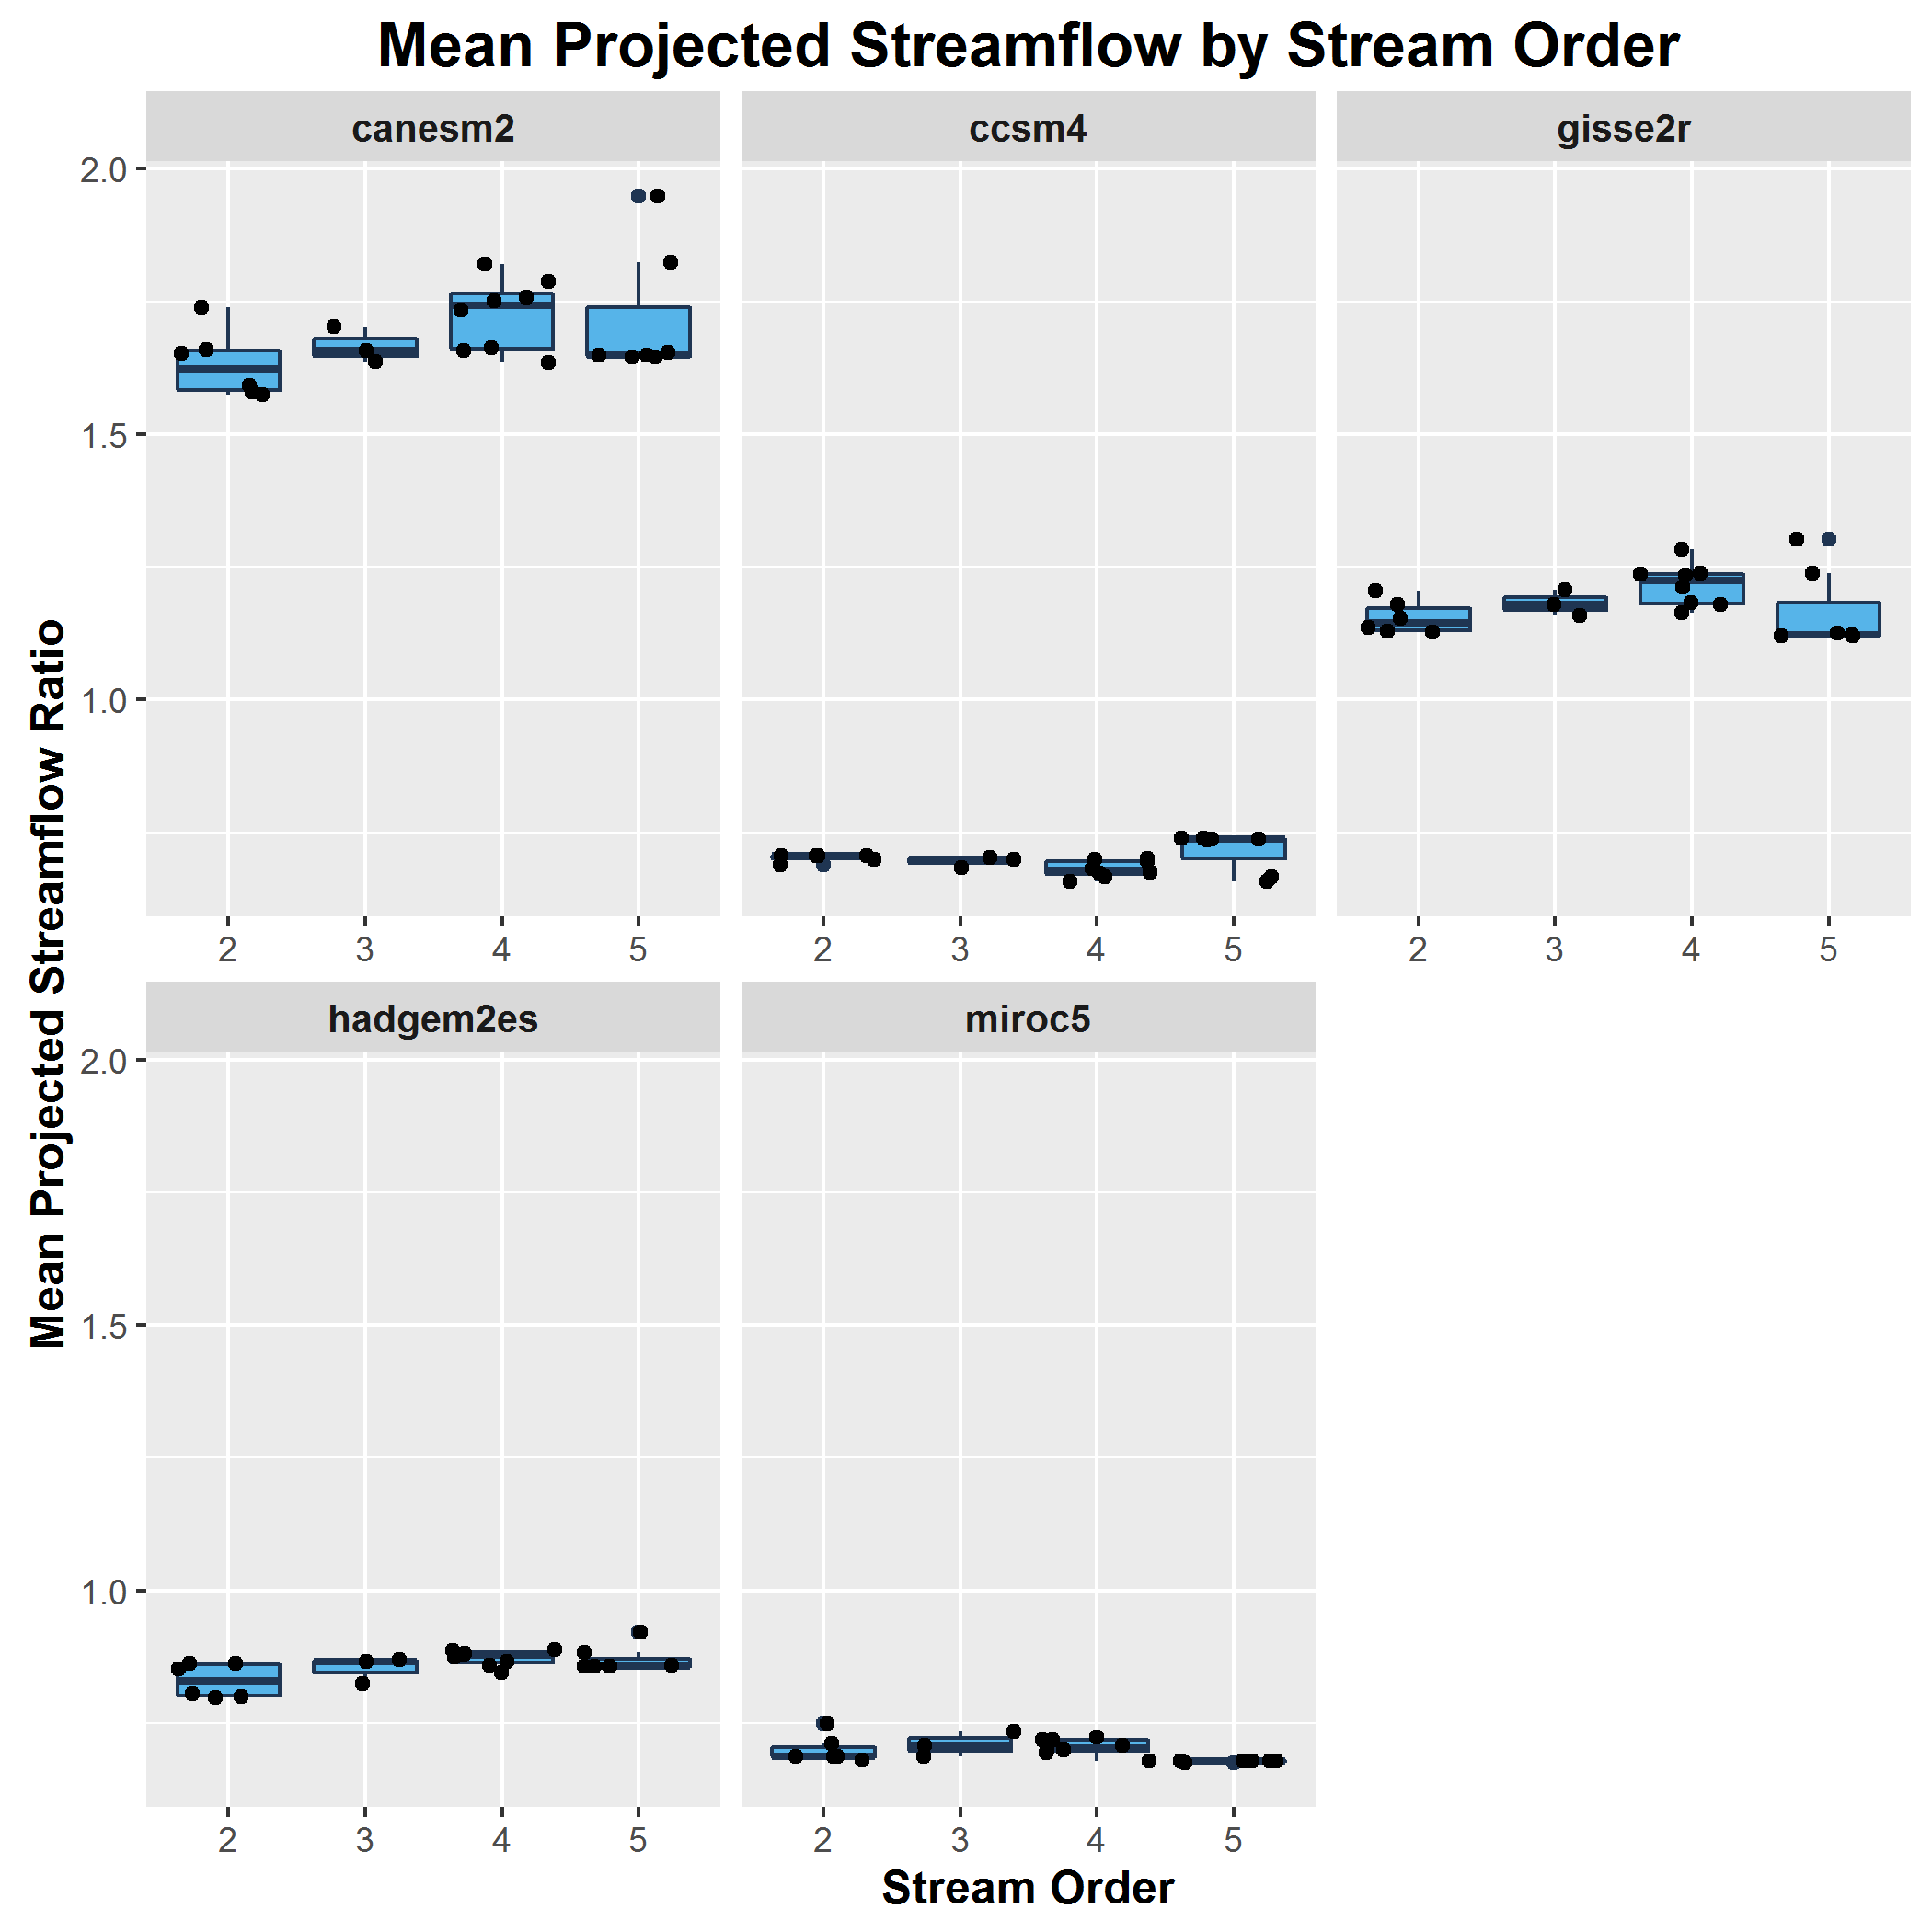 Mean Projected Streamflow by Stream Order
canesm2
ccsm4
gisse2r
2.0
1.5
1.0
2 3 4 5
2 3 4 5
2 3 4 5
Mean Projected Streamflow Ratio
hadgem2es
miroc5
2.0
1.5
1.0
2 3 4 5
2 3 4 5
Stream Order